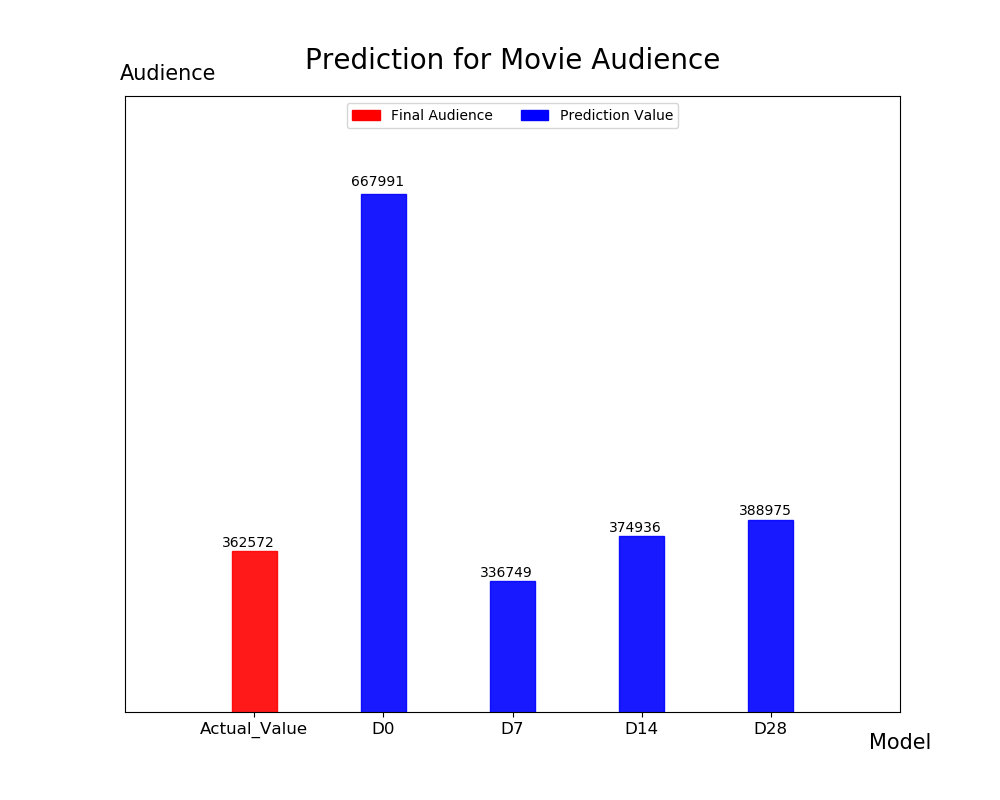 Prediction for Movie Audience
Audience
Final Audience Prediction Value
667991
362572
336749
374936
388975
Actual_Value D0 D7 D14 D28
Model